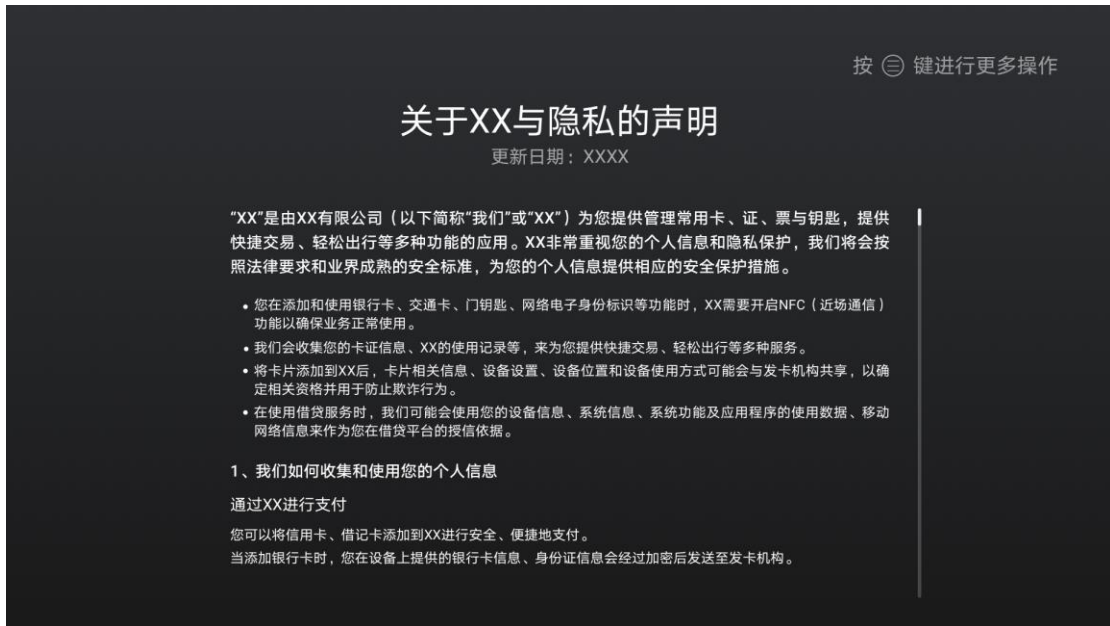 按 ☰ 键进行更多操作
关于XX与隐私的声明
更新日期：XXXX
“XX”是由XX有限公司（以下简称“我们”或“XX”）为您提供管理常用卡、证、票与钥匙，提供
快捷交易、轻松出行等多种功能的应用。XX非常重视您的个人信息和隐私保护，我们将会按
照法律要求和业界成熟的安全标准，为您的个人信息提供相应的安全保护措施。
• 您在添加和使用银行卡、交通卡、门钥匙、网络电子身份标识等功能时，XX需要开启NFC（近场通信）
功能以确保业务正常使用。
• 我们会收集您的卡证信息、XX的使用记录等，来为您提供快捷交易、轻松出行等多种服务。
• 将卡片添加到XX后，卡片相关信息、设备设置、设备位置和设备使用方式可能会与发卡机构共享，以确
定相关资格并用于防止欺诈行为。
• 在使用借贷服务时，我们可能会使用您的设备信息、系统信息、系统功能及应用程序的使用数据、移动
网络信息来作为您在借贷平台的授信依据。
1、我们如何收集和使用您的个人信息
通过XX进行支付
您可以将信用卡、借记卡添加到XX进行安全、便捷地支付。
当添加银行卡时，您在设备上提供的银行卡信息、身份证信息会经过加密后发送至发卡机构。